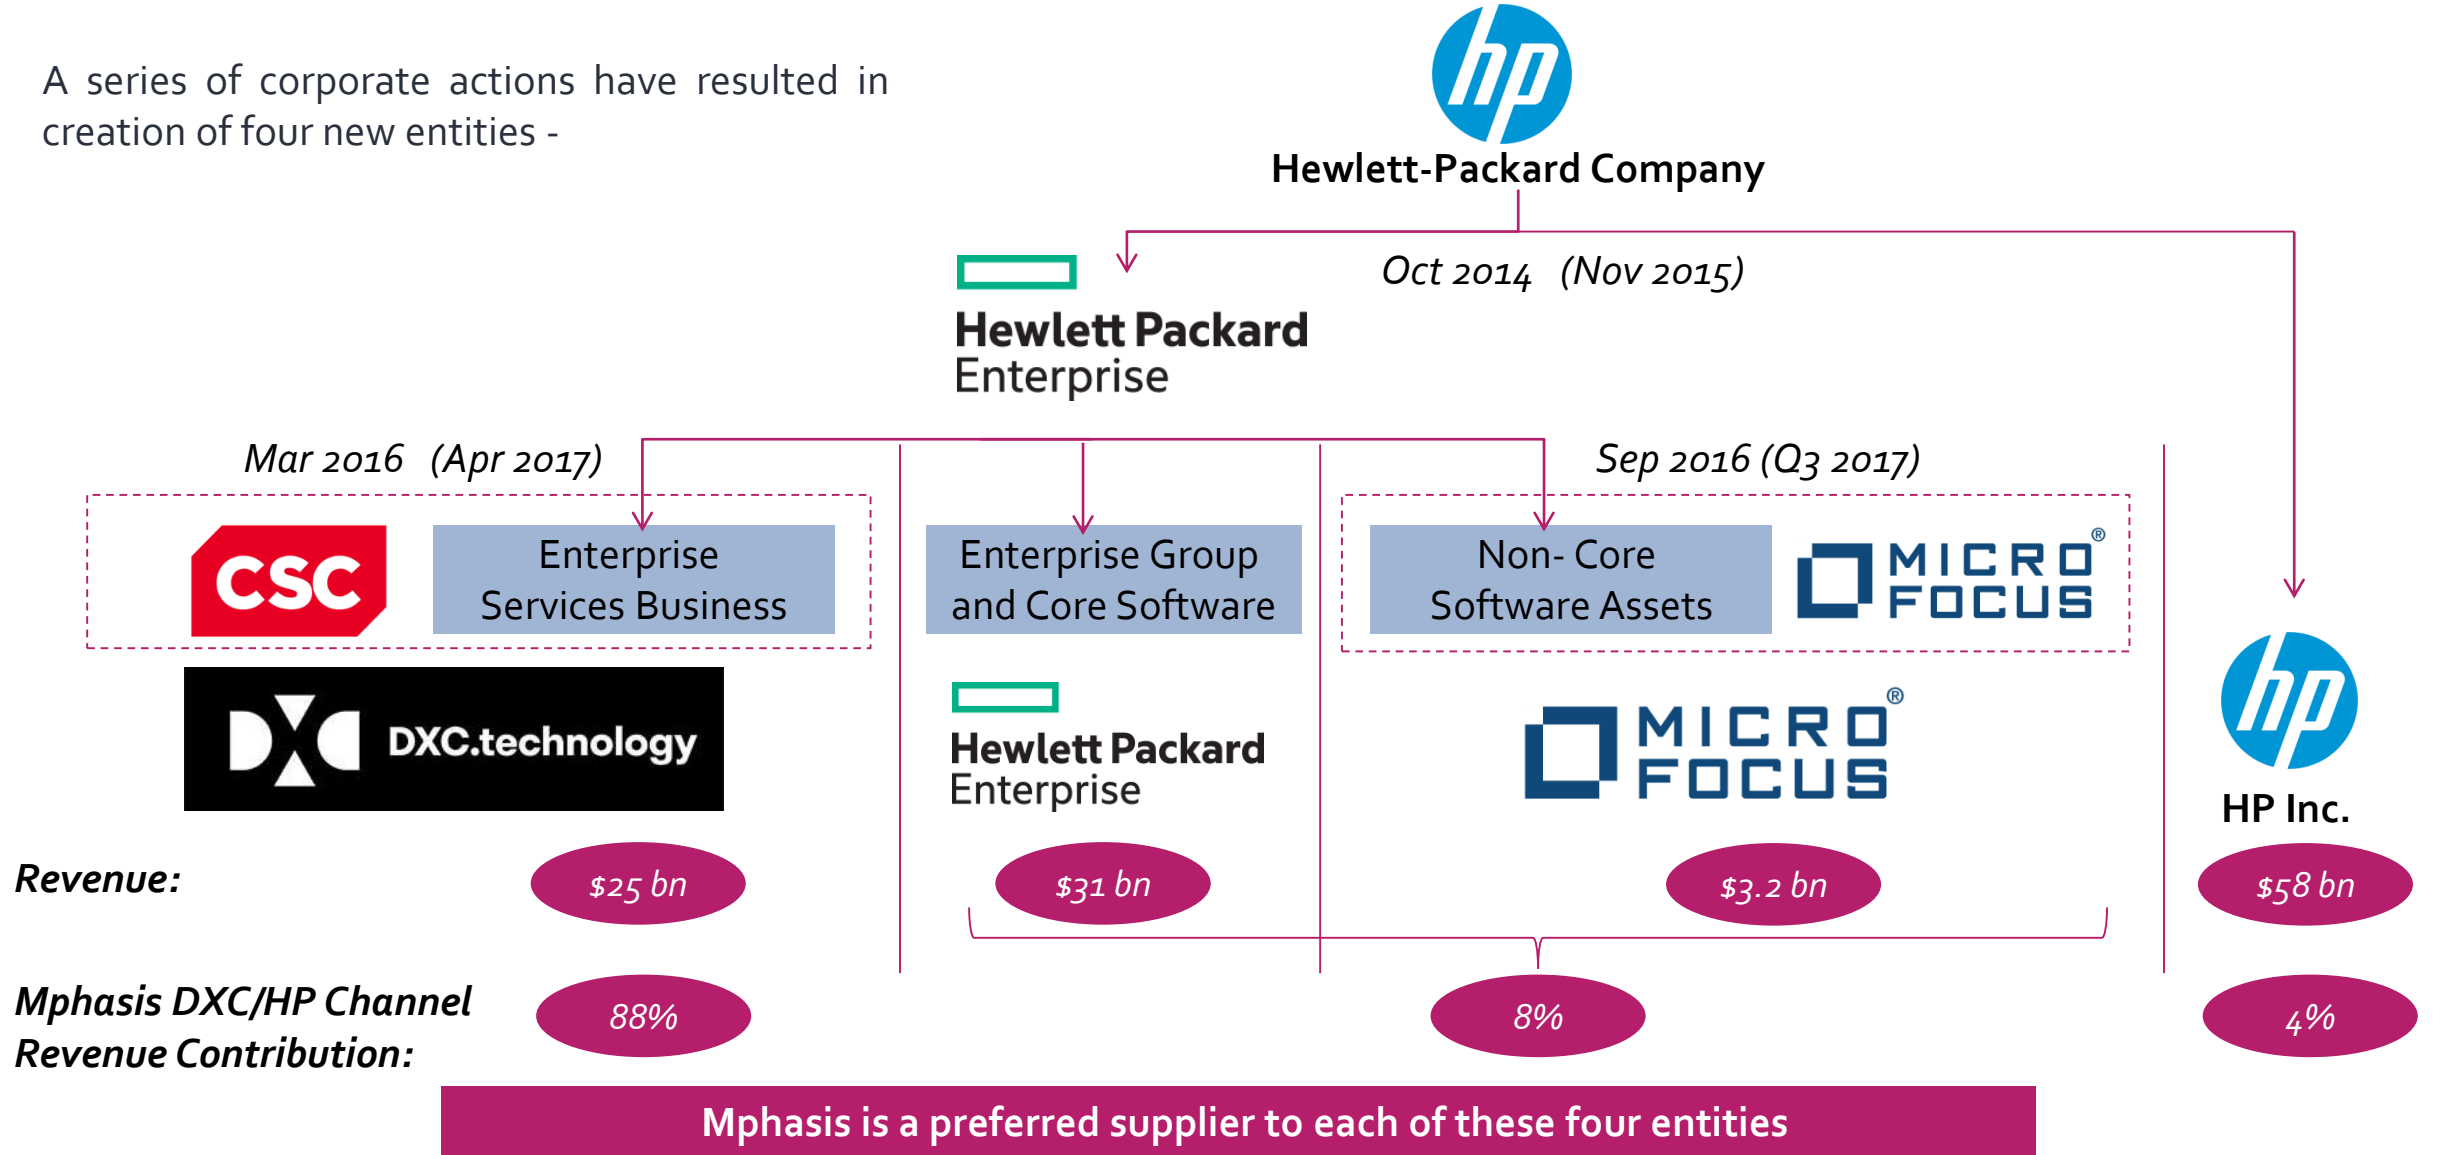 A series of corporate actions have resulted in
creation of four new entities -
hp
Hewlett-Packard Company
Oct 2014 (Nov 2015)
Hewlett Packard
Enterprise
Mar 2016 (Apr 2017)
Sep 2016 (Q3 2017)
CSC
Enterprise
Services Business
Enterprise Group
and Core Software
Non- Core
Software Assets
MICRO ®
FOCUS
DXC.technology
Hewlett Packard
Enterprise
MICRO ®
FOCUS
hp
HP Inc.
Revenue:
$25 bn
$31 bn
$3.2 bn
$58 bn
Mphasis DXC/HP Channel
Revenue Contribution:
88%
8%
4%
Mphasis is a preferred supplier to each of these four entities